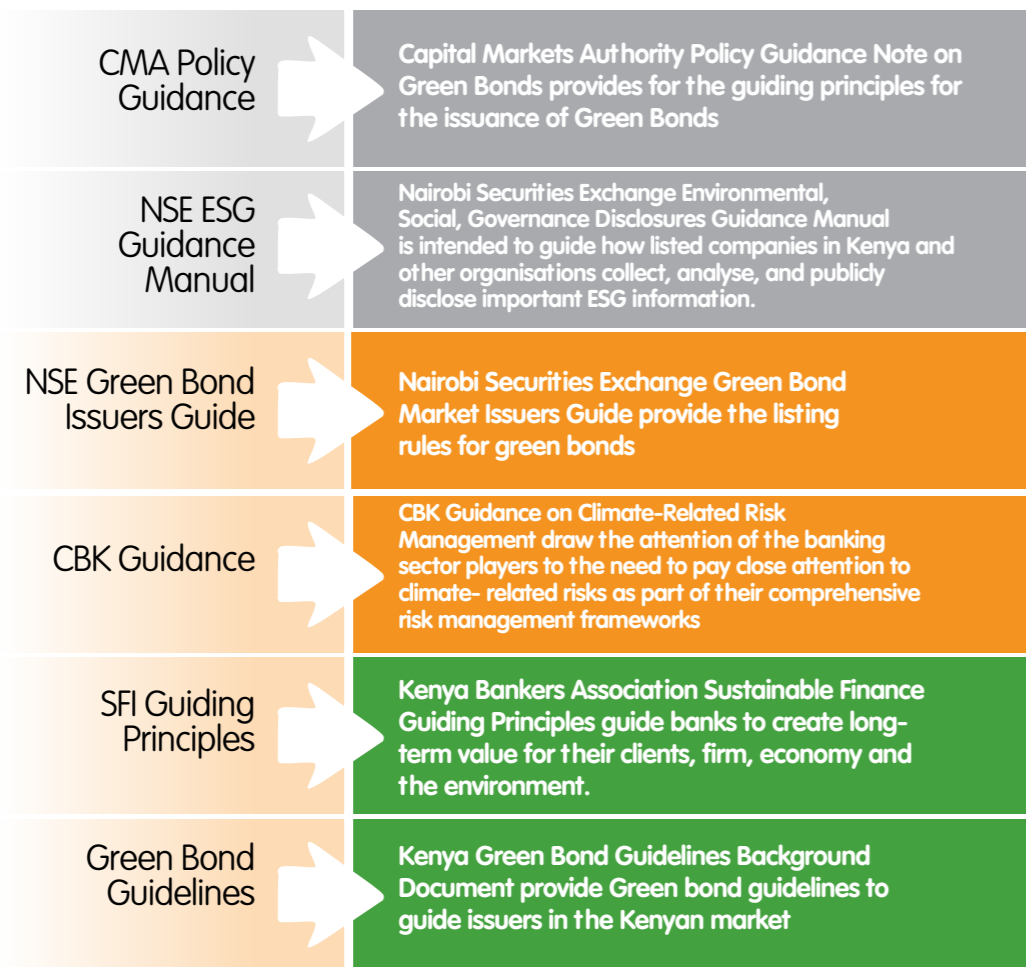 CMA Policy
Guidance
Capital Markets Authority Policy Guidance Note on
Green Bonds provides for the guiding principles for
the issuance of Green Bonds
NSE ESG
Guidance
Manual
Nairobi Securities Exchange Environmental,
Social, Governance Disclosures Guidance Manual
is intended to guide how listed companies in Kenya and
other organisations collect, analyse, and publicly
disclose important ESG information.
NSE Green Bond
Issuers Guide
Nairobi Securities Exchange Green Bond
Market Issuers Guide provide the listing
rules for green bonds
CBK Guidance
CBK Guidance on Climate-Related Risk
Management draw the attention of the banking
sector players to the need to pay close attention to
climate- related risks as part of their comprehensive
risk management frameworks
SFI Guiding
Principles
Kenya Bankers Association Sustainable Finance
Guiding Principles guide banks to create long-
term value for their clients, firm, economy and
the environment.
Green Bond
Guidelines
Kenya Green Bond Guidelines Background
Document provide Green bond guidelines to
guide issuers in the Kenyan market